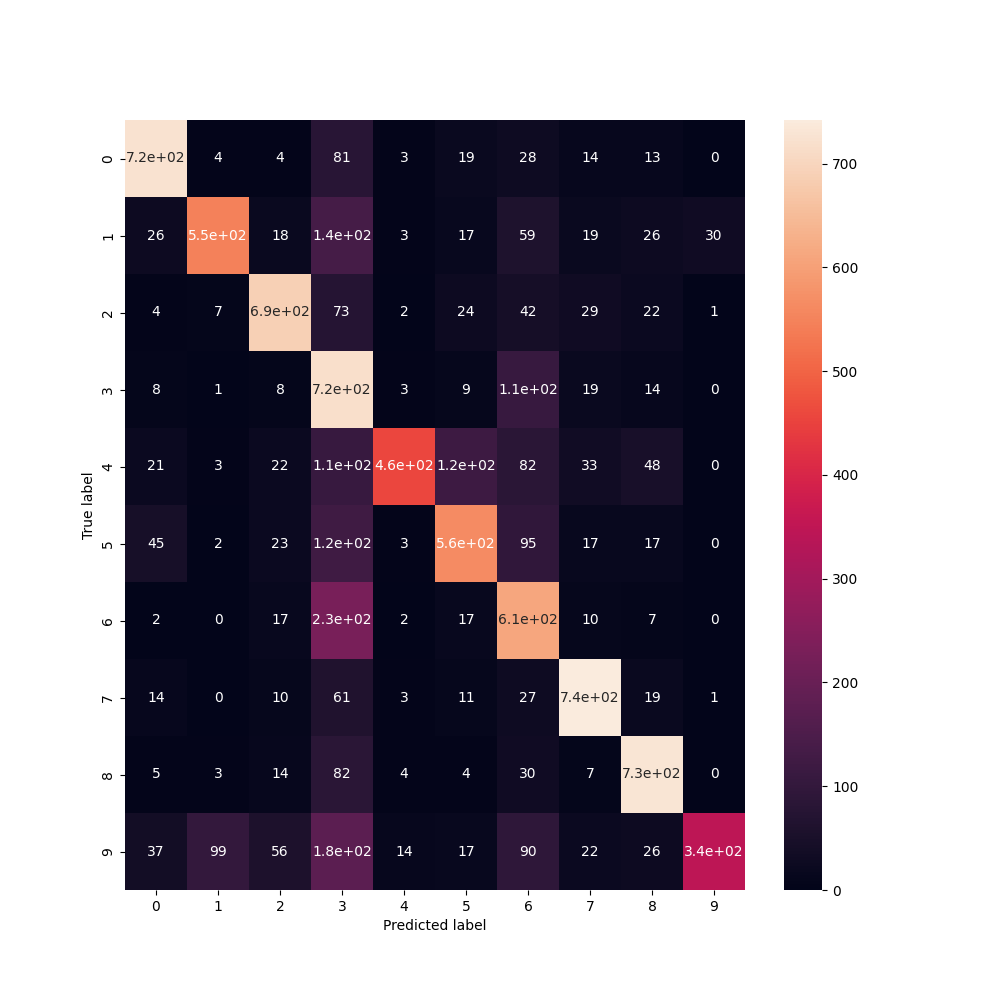 0 7.2e+02 4 4 81 3 19 28 14 13 0
1 26 5.5e+02 18 1.4e+02 3 17 59 19 26 30
2 4 7 6.9e+02 73 2 24 42 29 22 1
3 8 1 8 7.2e+02 3 9 1.1e+02 19 14 0
4 21 3 22 1.1e+02 4.6e+02 1.2e+02 82 33 48 0
5 45 2 23 1.2e+02 3 5.6e+02 95 17 17 0
6 2 0 17 2.3e+02 2 17 6.1e+02 10 7 0
7 14 0 10 61 3 11 27 7.4e+02 19 1
8 5 3 14 82 4 4 30 7 7.3e+02 0
9 37 99 56 1.8e+02 14 17 90 22 26 3.4e+02
0 1 2 3 4 5 6 7 8 9
Predicted label
True label
700
600
500
400
300
200
100
0